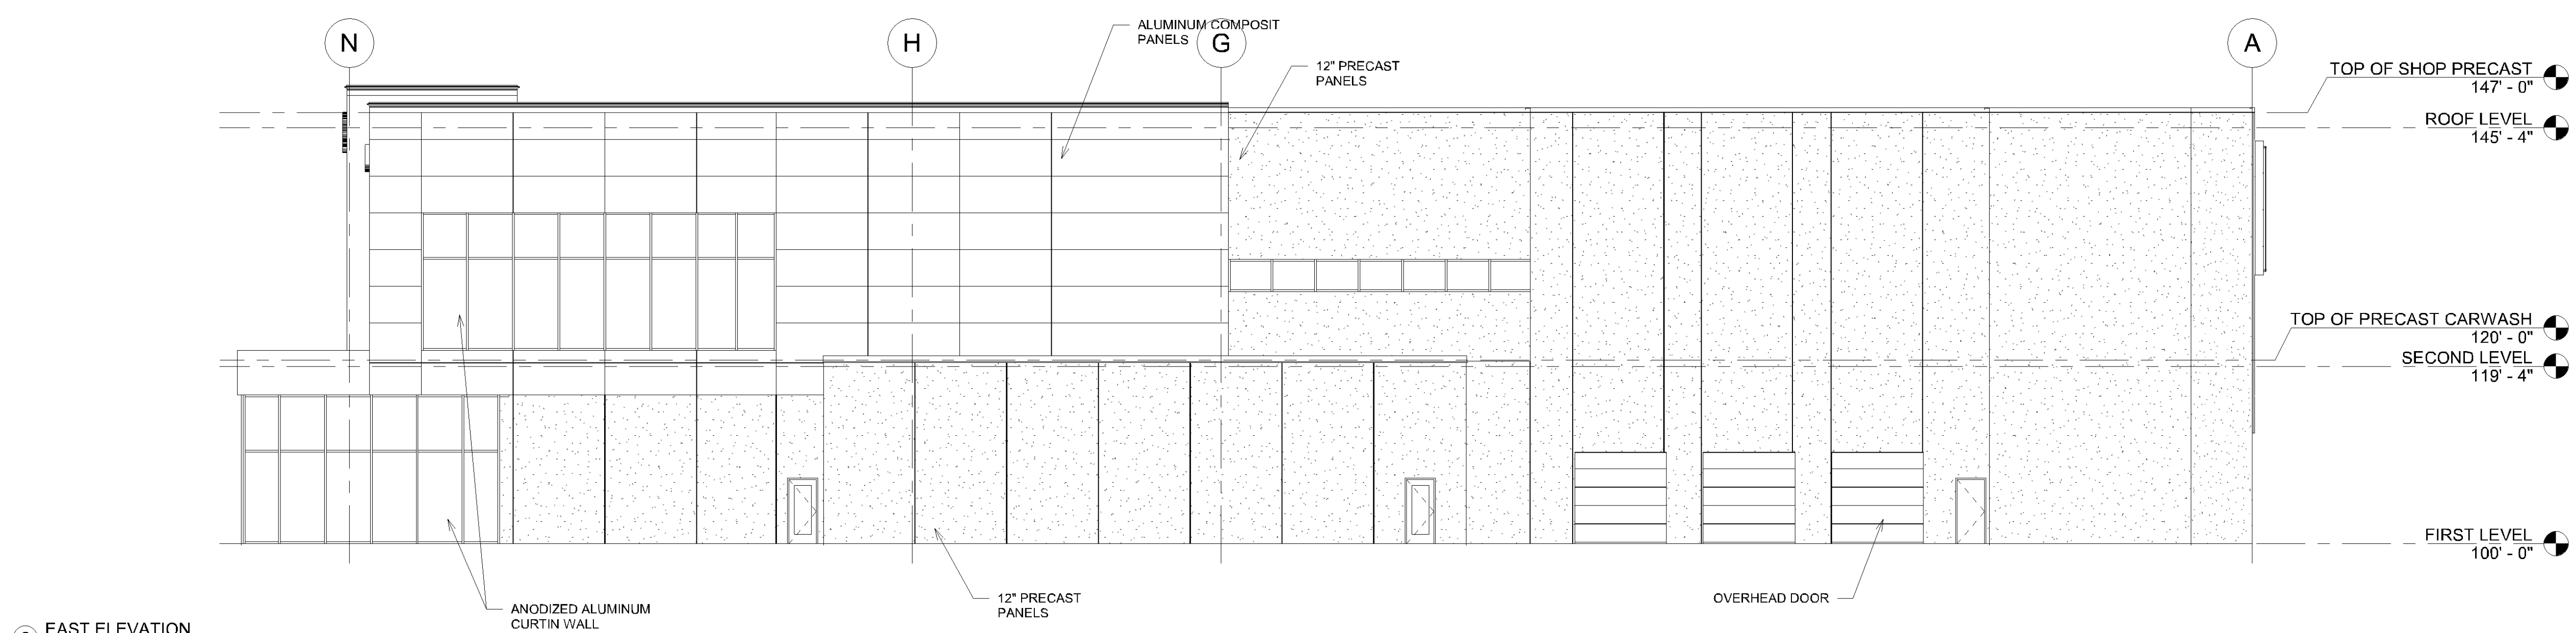 N
H
G
A
ALUMINUM COMPOSIT
PANELS
12" PRECAST
PANELS
TOP OF SHOP PRECAST
147' - 0"
ROOF LEVEL
145' - 4"
TOP OF PRECAST CARWASH
120' - 0"
SECOND LEVEL
119' - 4"
FIRST LEVEL
100' - 0"
ANODIZED ALUMINUM
CURTIN WALL
12" PRECAST
PANELS
OVERHEAD DOOR
EAST ELEVATION